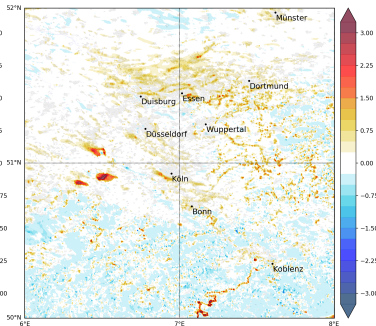 52°N
Münster
3.00
2.25
Dortmund
Duisburg
Essen
1.50
Düsseldorf
Wuppertal
0.75
51°N
0.00
Köln
−0.75
Bonn
−1.50
−2.25
Koblenz
−3.00
50°N
6°E
7°E
8°E